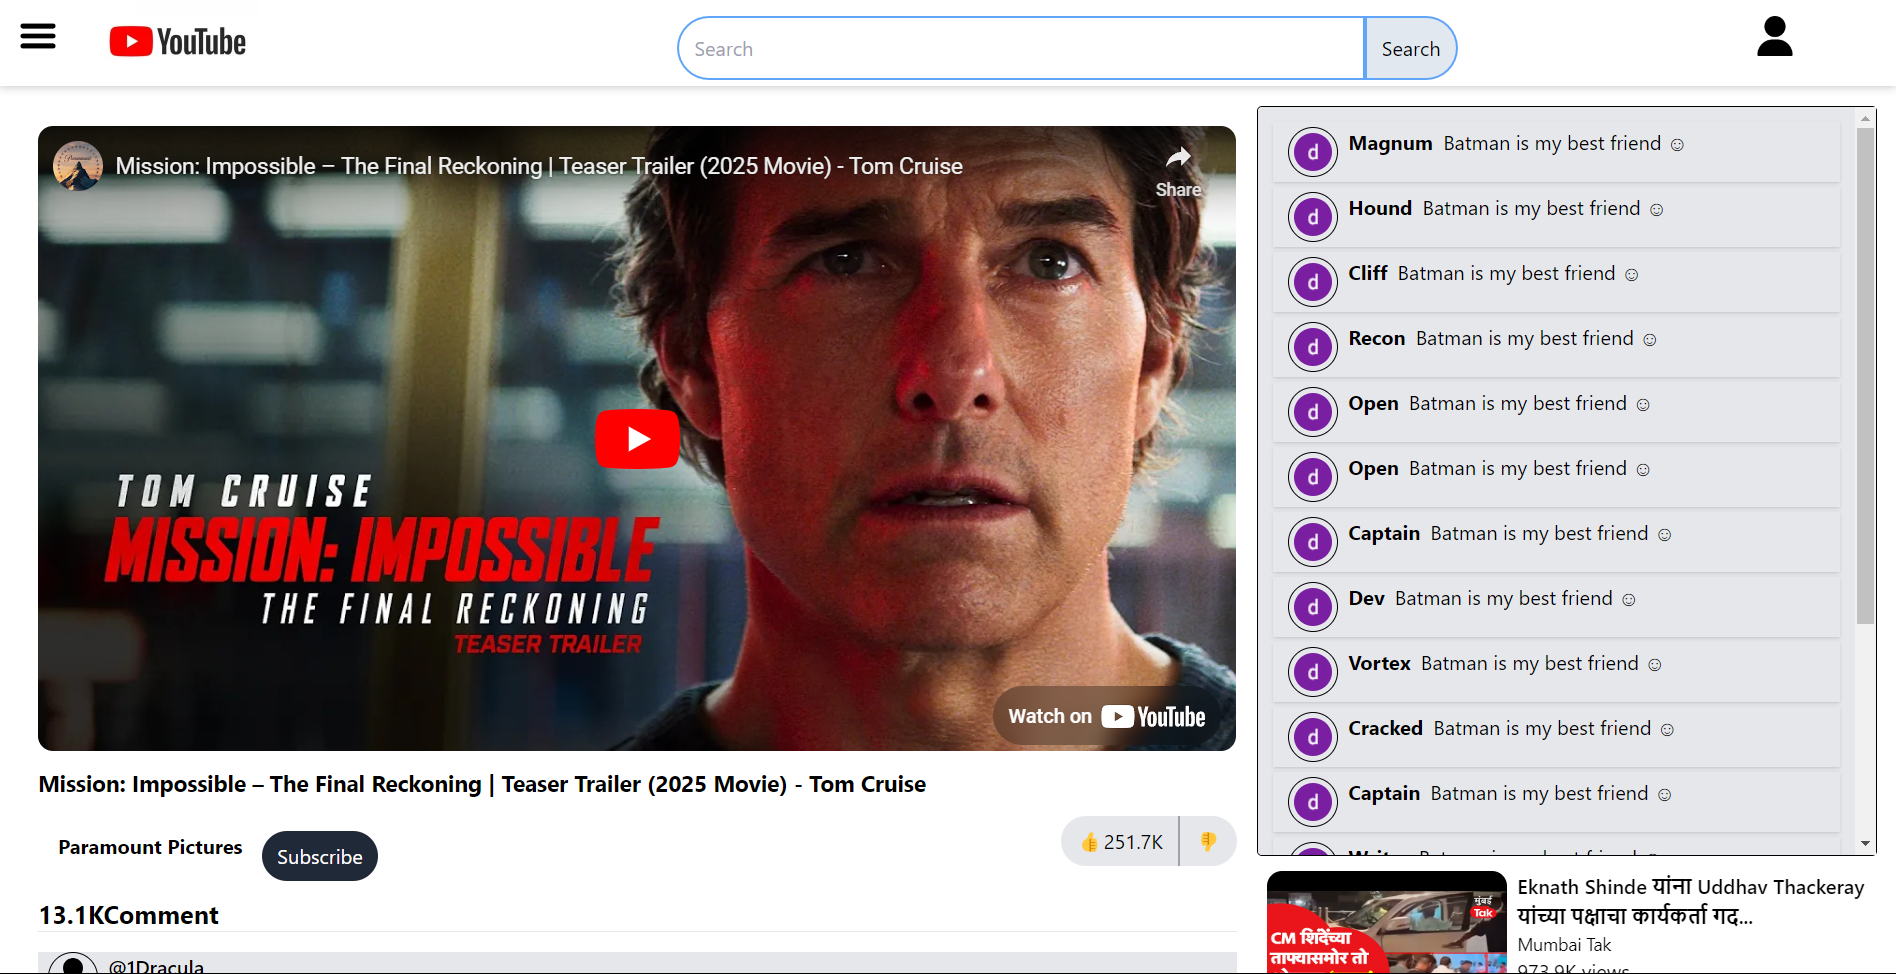 YouTube
Search
Search
Mission: Impossible – The Final Reckoning | Teaser Trailer (2025 Movie) - Tom Cruise
Share
TOM CRUISE
MISSION: IMPOSSIBLE
THE FINAL RECKONING
TEASER TRAILER
Watch on YouTube
Mission: Impossible – The Final Reckoning | Teaser Trailer (2025 Movie) - Tom Cruise
Paramount Pictures
Subscribe
👍 251.7K
👎
13.1KComment
@1Dracula
d Magnum Batman is my best friend ☺
d Hound Batman is my best friend ☺
d Cliff Batman is my best friend ☺
d Recon Batman is my best friend ☺
d Open Batman is my best friend ☺
d Open Batman is my best friend ☺
d Captain Batman is my best friend ☺
d Dev Batman is my best friend ☺
d Vortex Batman is my best friend ☺
d Cracked Batman is my best friend ☺
d Captain Batman is my best friend ☺
मुंबई
Tak
CM शिंदेंच्या
ताफ्यासमोर तो
Eknath Shinde यांना Uddhav Thackeray
यांच्या पक्षाचा कार्यकर्ता गद...
Mumbai Tak
973.9K views